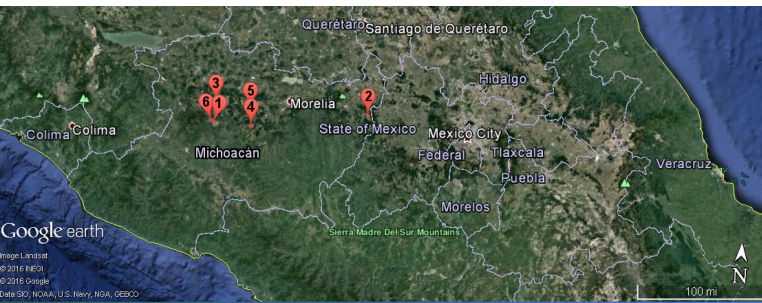 Querétaro
Santiago de Querétaro
Hidalgo
3
5
6
1
4
2
Morelia
Colima
Colima
State of Mexico
Mexico City
Michoacán
Federal
Tlaxcala
Veracruz
Puebla
Morelos
Sierra Madre Del Sur Mountains
Google earth
Image Landsat
© 2016 INEGI
© 2016 Google
Data SIO, NOAA, U.S. Navy, NGA, GEBCO
N
100 mi